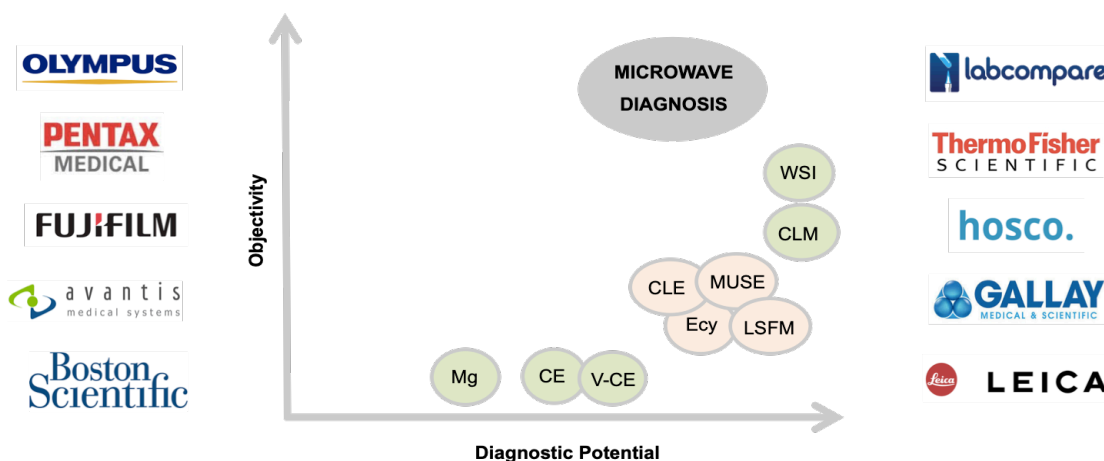 OLYMPUS
PENTAX
MEDICAL
FUJIFILM
avantis
medical systems
Boston
Scientific
Objectivity
MICROWAVE
DIAGNOSIS
WSI
CLM
CLE
MUSE
Ecy
LSFM
Mg
CE
V-CE
Diagnostic Potential
labcompare
ThermoFisher
SCIENTIFIC
hosco.
GALLAY
MEDICAL & SCIENTIFIC
Leica
LEICA